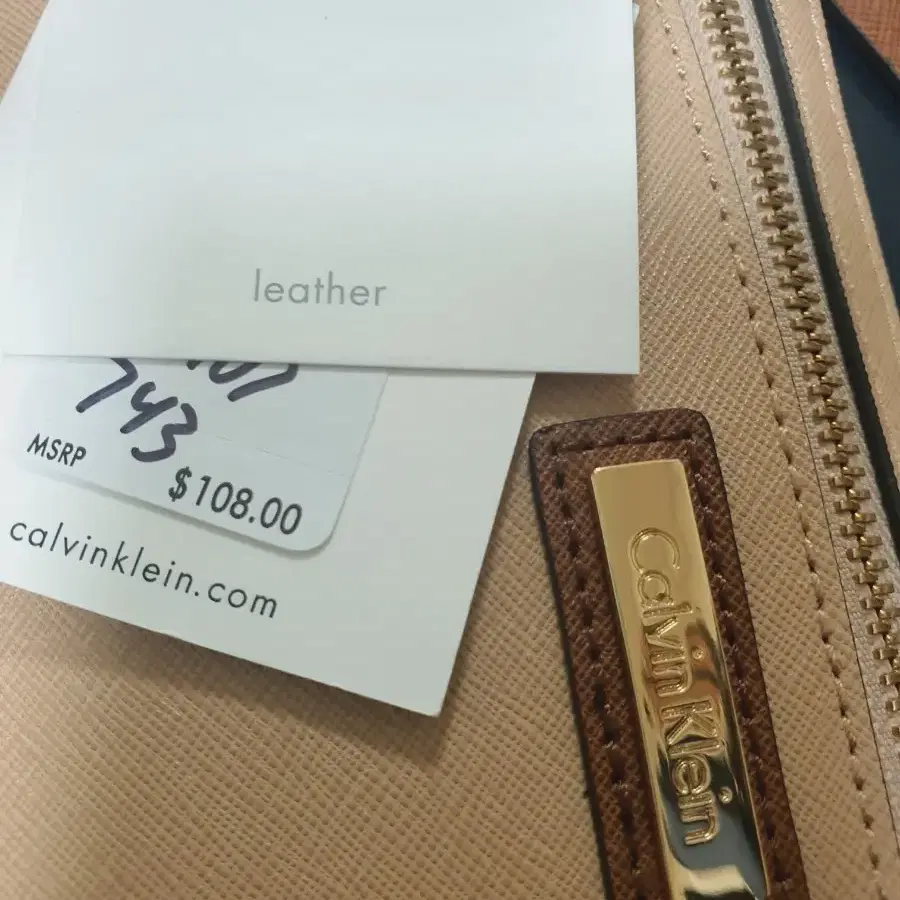 leather
743
MSRP
$108.00
calvinklein.com
Calvin Klein